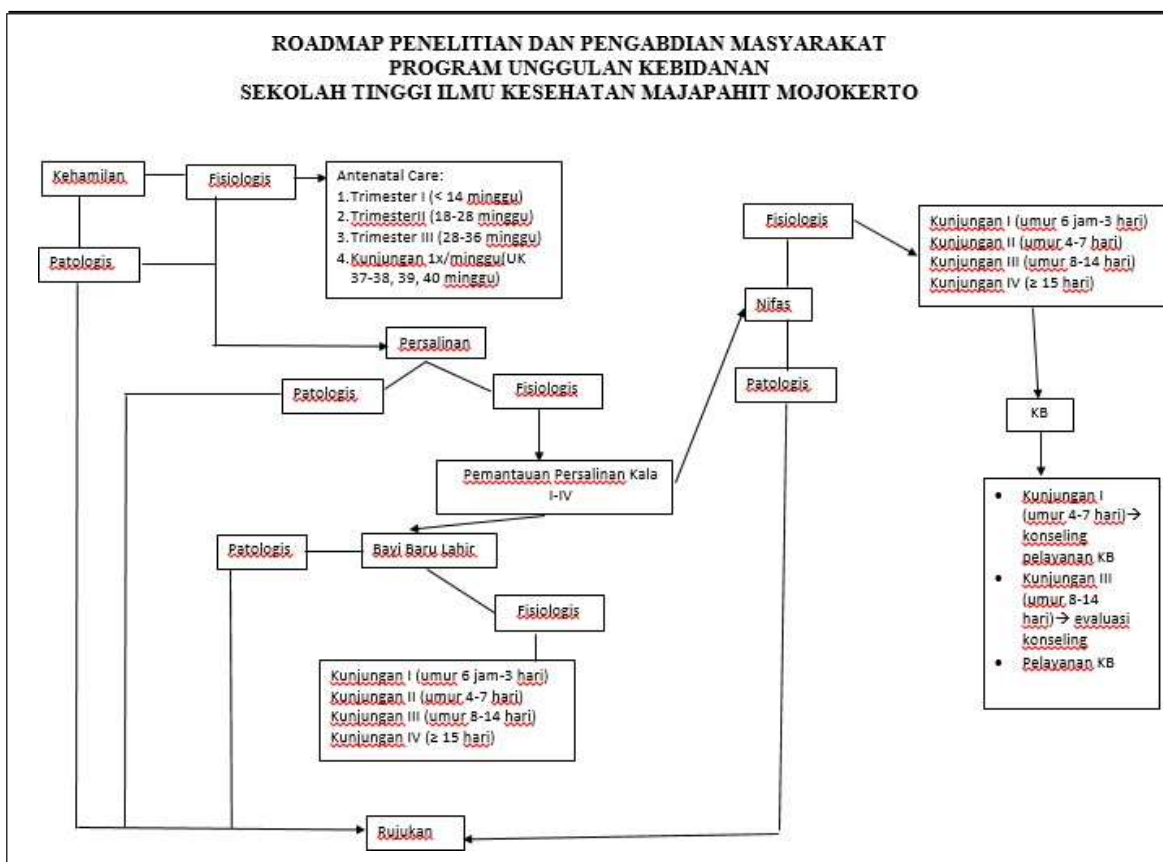 ROADMAP PENELITIAN DAN PENGABDIAN MASYARAKAT
PROGRAM UNGGULAN KEBIDANAN
SEKOLAH TINGGI ILMU KESEHATAN MAJAPAHIT MOJOKERTO
Kehamilan
Fisiologis
Antenatal Care:
1.Trimester I (< 14 minggu)
2.TrimesterII (18-28 minggu)
3.Trimester III (28-36 minggu)
4.Kunjungan 1x/minggu(UK
37-38, 39, 40 minggu)
Patologis
Persalinan
Patologis
Fisiologis
Pemantauan Persalinan Kala
I-IV
Patologis
Bayi Baru Lahir
Fisiologis
Kunjungan I (umur 6 jam-3 hari)
Kunjungan II (umur 4-7 hari)
Kunjungan III (umur 8-14 hari)
Kunjungan IV (≥ 15 hari)
Rujukan
Fisiologis
Nifas
Patologis
Kunjungan I (umur 6 jam-3 hari)
Kunjungan II (umur 4-7 hari)
Kunjungan III (umur 8-14 hari)
Kunjungan IV (≥ 15 hari)
KB
• Kunjungan I
(umur 4-7 hari)→
konseling
pelayanan KB
• Kunjungan III
(umur 8-14
hari)→ evaluasi
konseling
• Pelayanan KB